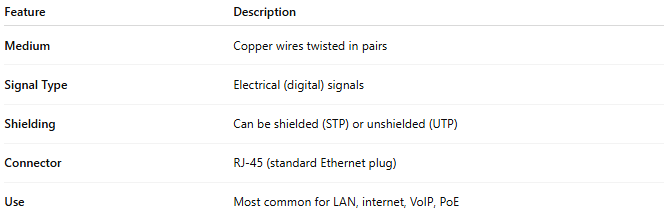 Feature Description
Medium Copper wires twisted in pairs
Signal Type Electrical (digital) signals
Shielding Can be shielded (STP) or unshielded (UTP)
Connector RJ-45 (standard Ethernet plug)
Use Most common for LAN, internet, VoIP, PoE